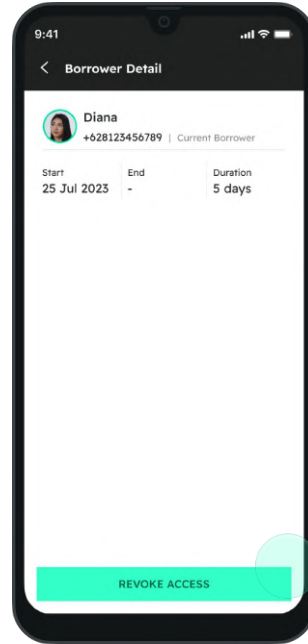 9:41
Borrower Detail
Diana
+628123456789 | Current Borrower
Start End Duration
25 Jul 2023 - 5 days
REVOKE ACCESS